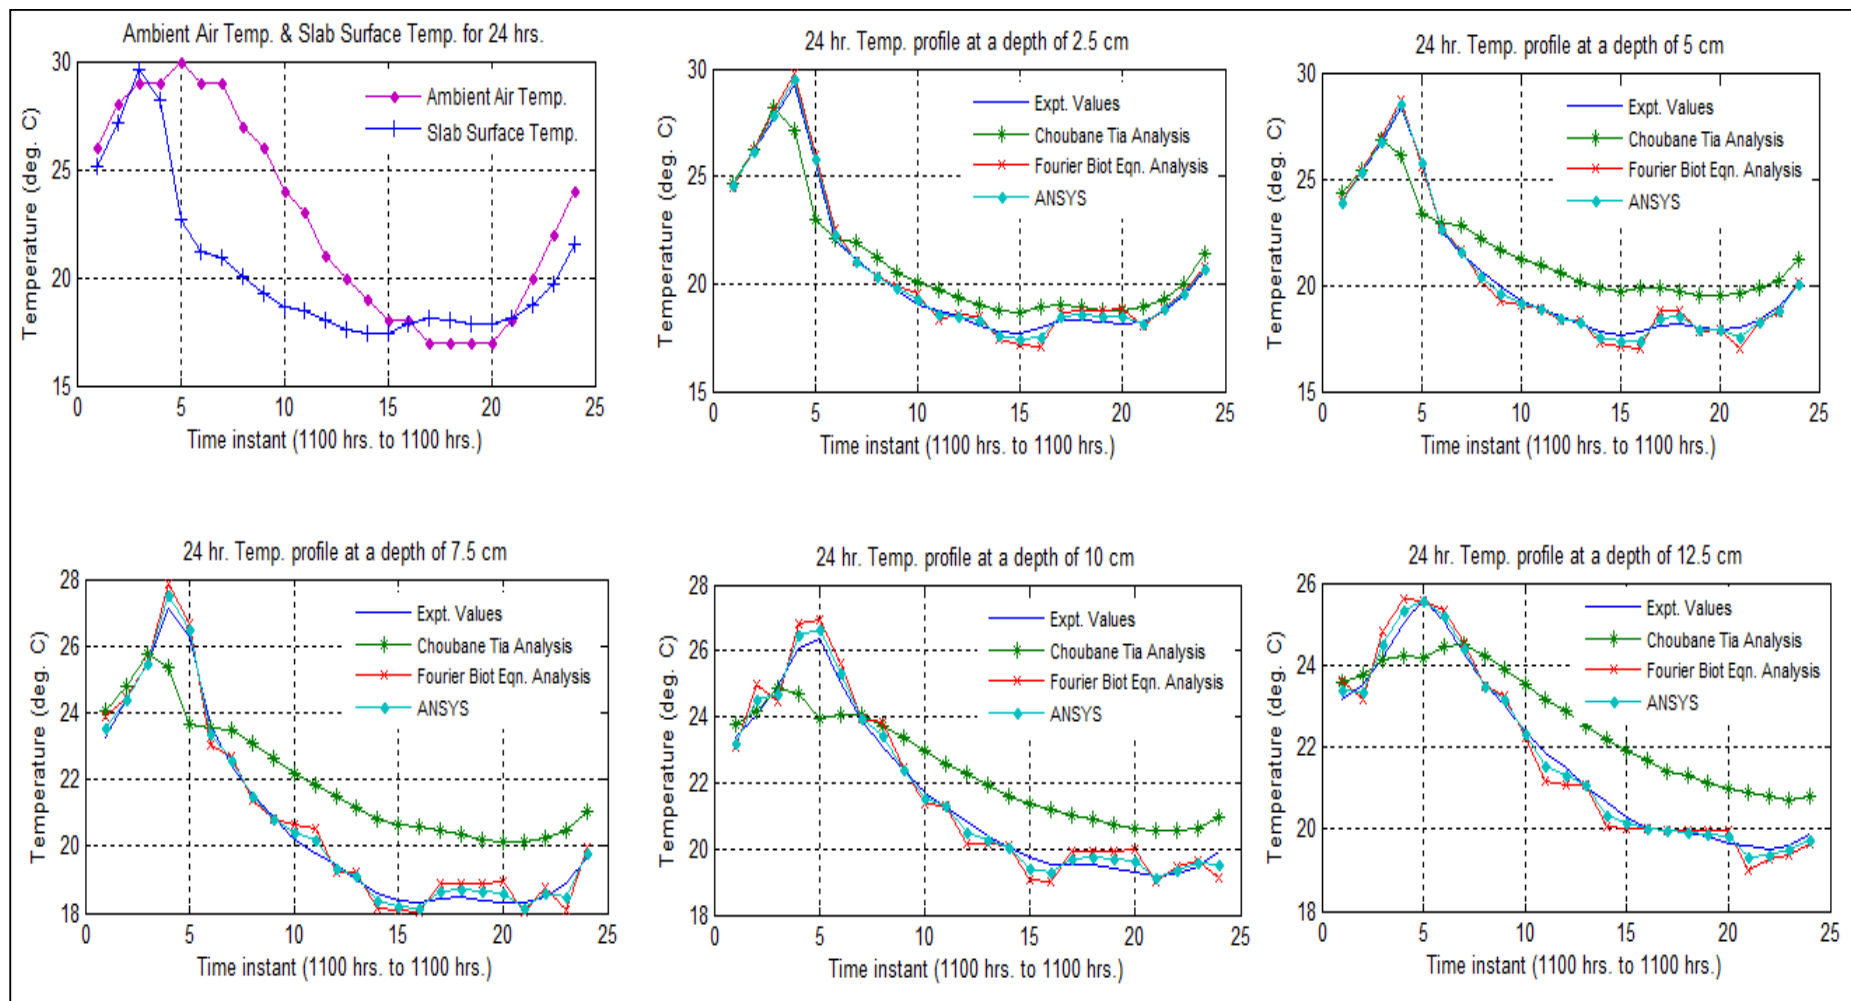 Ambient Air Temp. & Slab Surface Temp. for 24 hrs.
30
25
20
15
0
5
10
15
20
25
Temperature (deg. C)
Time instant (1100 hrs. to 1100 hrs.)
Ambient Air Temp.
Slab Surface Temp.
24 hr. Temp. profile at a depth of 2.5 cm
30
25
20
15
0
5
10
15
20
25
Temperature (deg. C)
Time instant (1100 hrs. to 1100 hrs.)
Expt. Values
Choubane Tia Analysis
Fourier Biot Eqn. Analysis
ANSYS
24 hr. Temp. profile at a depth of 5 cm
30
25
20
15
0
5
10
15
20
25
Temperature (deg. C)
Time instant (1100 hrs. to 1100 hrs.)
Expt. Values
Choubane Tia Analysis
Fourier Biot Eqn. Analysis
ANSYS
24 hr. Temp. profile at a depth of 7.5 cm
28
26
24
22
20
18
0
5
10
15
20
25
Temperature (deg. C)
Time instant (1100 hrs. to 1100 hrs.)
Expt. Values
Choubane Tia Analysis
Fourier Biot Eqn. Analysis
ANSYS
24 hr. Temp. profile at a depth of 10 cm
28
26
24
22
20
18
0
5
10
15
20
25
Temperature (deg. C)
Time instant (1100 hrs. to 1100 hrs.)
Expt. Values
Choubane Tia Analysis
Fourier Biot Eqn. Analysis
ANSYS
24 hr. Temp. profile at a depth of 12.5 cm
26
24
22
20
18
0
5
10
15
20
25
Temperature (deg. C)
Time instant (1100 hrs. to 1100 hrs.)
Expt. Values
Choubane Tia Analysis
Fourier Biot Eqn. Analysis
ANSYS